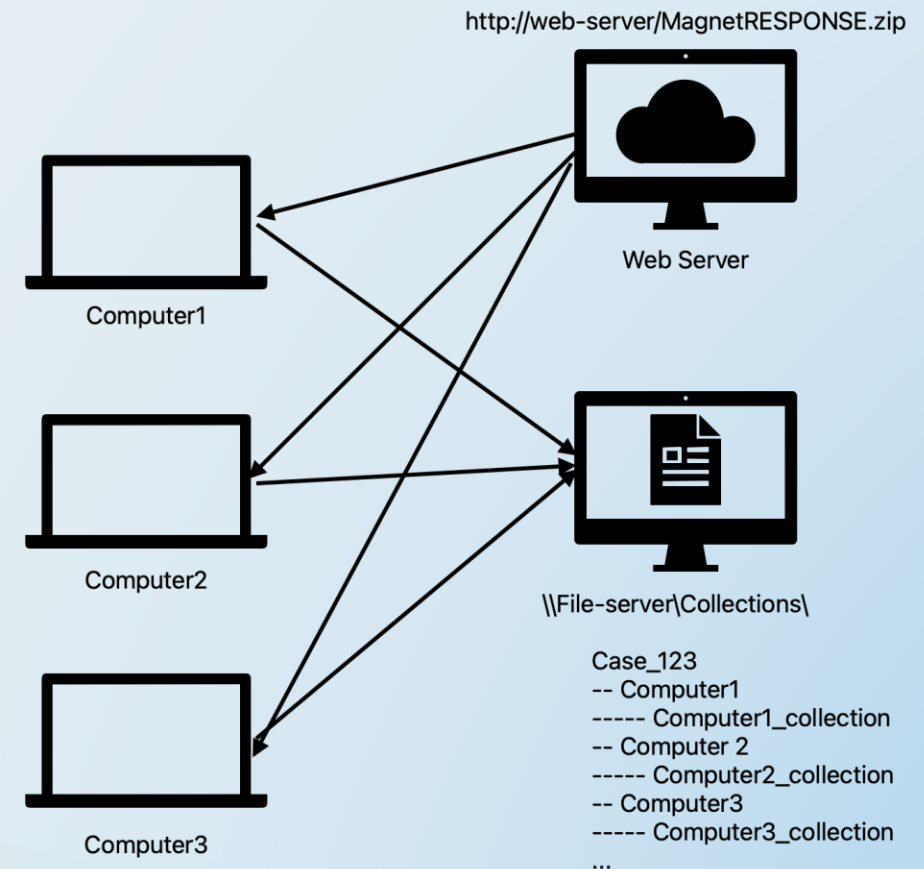 http://web-server/MagnetRESPONSE.zip
Web Server
Computer1
Computer2
\\File-server\Collections\
Case_123
-- Computer1
----- Computer1_collection
-- Computer 2
----- Computer2_collection
-- Computer3
----- Computer3_collection
...
Computer3